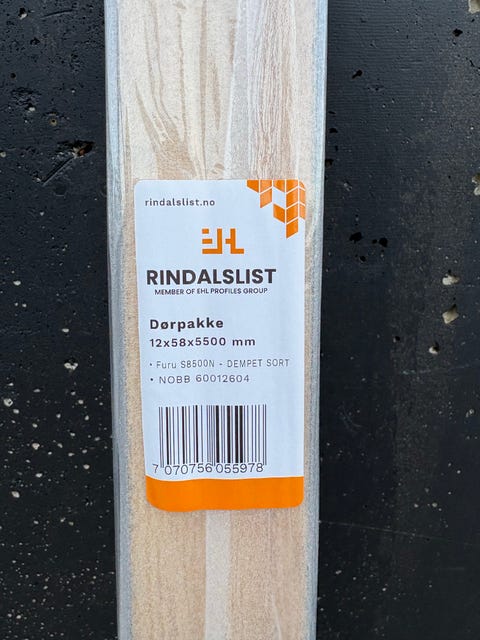 rindalslist.no
EHL
RINDALSLIST
MEMBER OF EHL PROFILES GROUP
Dørpakke
12x58x5500 mm
• Furu S8500N - DEMPET SORT
• NOBB 60012604
7 070756 055978